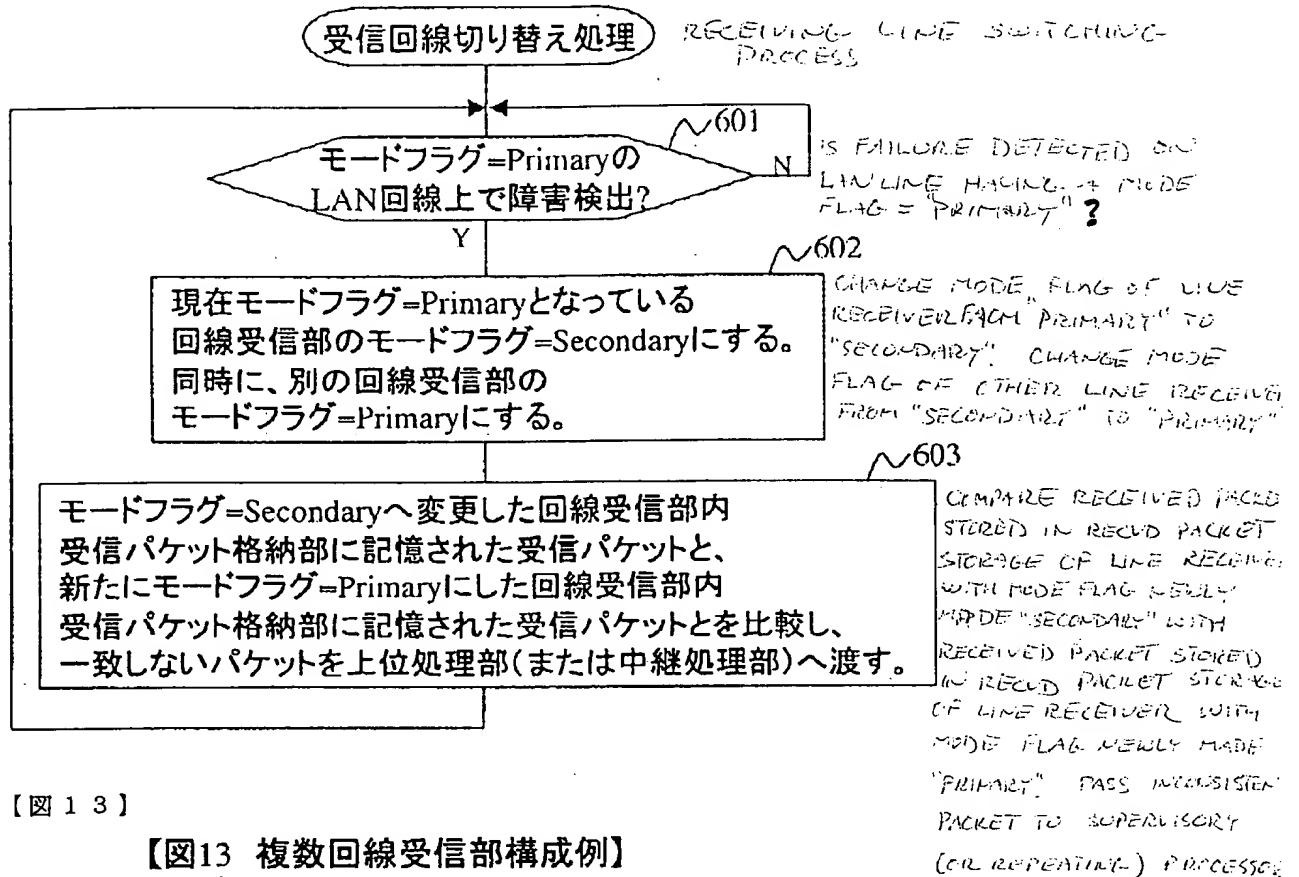 受信回線切り替え処理
RECEIVING LINE SWITCHING
PROCESS
601
モードフラグ=Primaryの
LAN回線上で障害検出?
N
Y
IS FAILURE DETECTED ON
LAN LINE HAVING A MODE
FLAG = "PRIMARY" ?
602
現在モードフラグ=Primaryとなっている
回線受信部のモードフラグ=Secondaryにする。
同時に、別の回線受信部の
モードフラグ=Primaryにする。
CHANGE MODE FLAG OF LINE
RECEIVER FROM "PRIMARY" TO
"SECONDARY". CHANGE MODE
FLAG OF OTHER LINE RECEIVER
FROM "SECONDARY" TO "PRIMARY"
603
モードフラグ=Secondaryへ変更した回線受信部内
受信パケット格納部に記憶された受信パケットと、
新たにモードフラグ=Primaryにした回線受信部内
受信パケット格納部に記憶された受信パケットとを比較し、
一致しないパケットを上位処理部(または中継処理部)へ渡す。
COMPARE RECEIVED
STORED IN RECVD PACKET
STORAGE OF LINE
WITH MODE FLAG NEWLY
MADE "SECONDARY" WITH
RECEIVED PACKET STORED
IN RECVD PACKET
OF LINE RECEIVER WITH
MODE FLAG NEWLY MADE
"PRIMARY". PASS INCONSISTEN
PACKET TO SUPERVISORY
(OR REPEATING) PROCESSOR
【図１３】
【図13 複数回線受信部構成例】